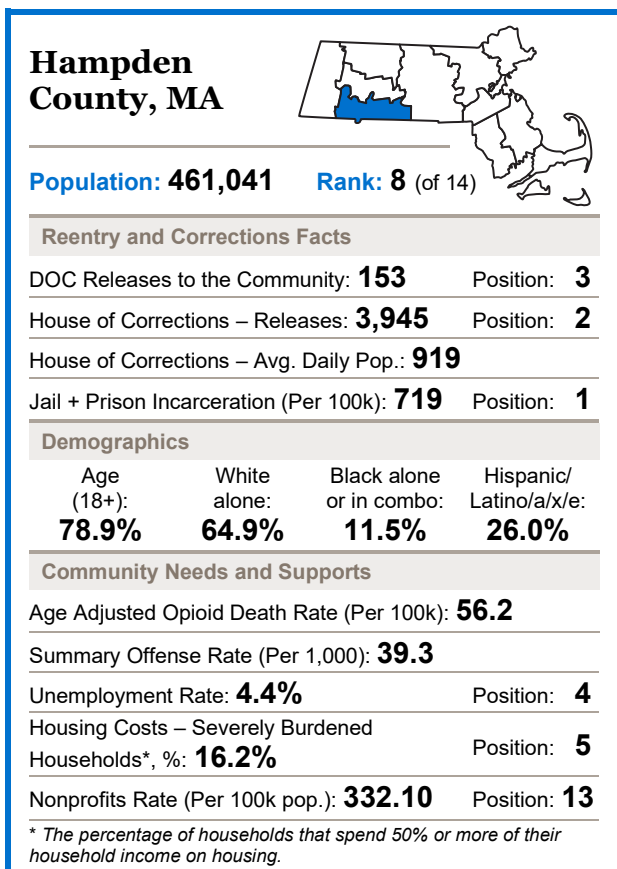 Hampden
County, MA
Population: 461,041 Rank: 8 (of 14)
Reentry and Corrections Facts
DOC Releases to the Community: 153 Position: 3
House of Corrections – Releases: 3,945 Position: 2
House of Corrections – Avg. Daily Pop.: 919
Jail + Prison Incarceration (Per 100k): 719 Position: 1
Demographics
Age White Black alone Hispanic/
(18+): alone: or in combo: Latino/a/x/e:
78.9% 64.9% 11.5% 26.0%
Community Needs and Supports
Age Adjusted Opioid Death Rate (Per 100k): 56.2
Summary Offense Rate (Per 1,000): 39.3
Unemployment Rate: 4.4% Position: 4
Housing Costs – Severely Burdened
Households*, %: 16.2% Position: 5
Nonprofits Rate (Per 100k pop.): 332.10 Position: 13
* The percentage of households that spend 50% or more of their
household income on housing.